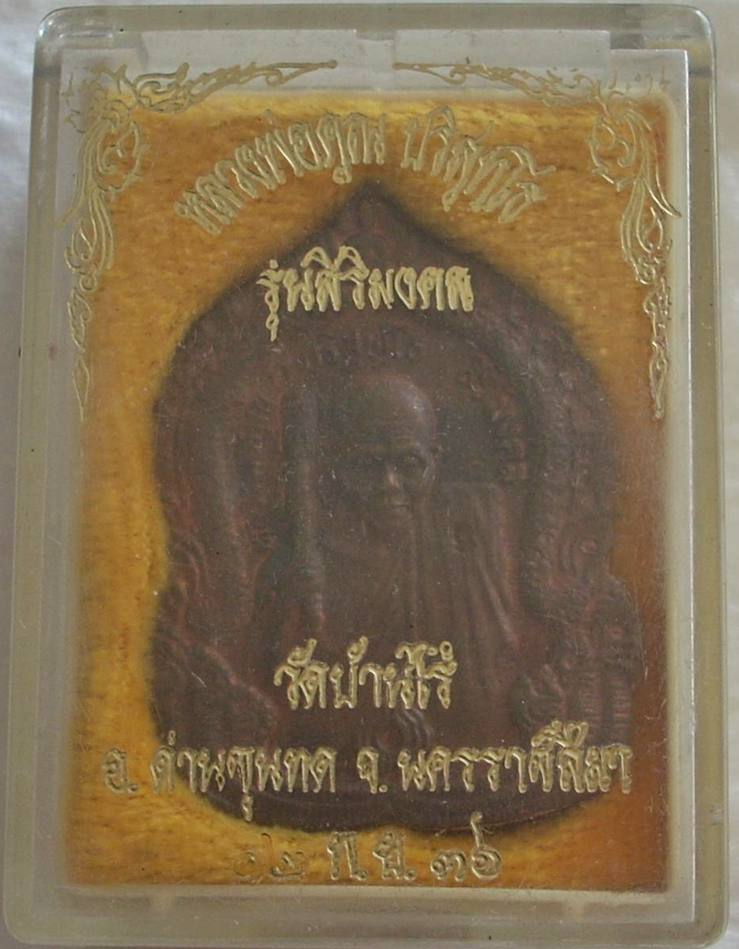 หลวงพ่อคูณ ปริสุทโธ
รุ่นสิริมงคล
วัดบ้านไร่
อ. ด่านขุนทด จ. นครราชสีมา
๑๒ ก.ย. ๓๖